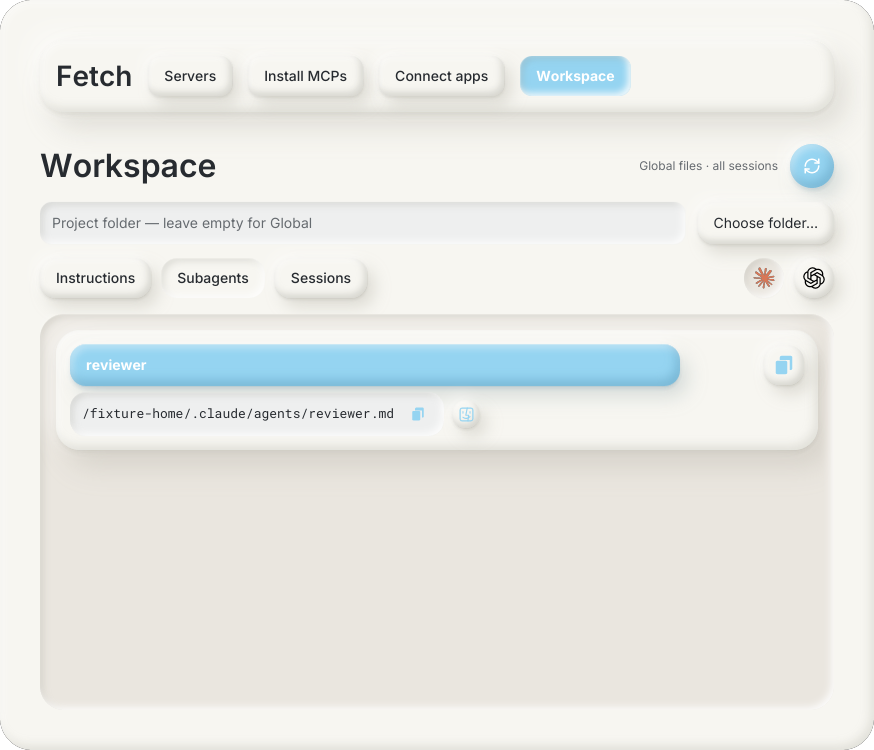 Fetch
Servers
Install MCPs
Connect apps
Workspace
Workspace
Global files · all sessions
Project folder — leave empty for Global
Choose folder...
Instructions
Subagents
Sessions
reviewer
/fixture-home/.claude/agents/reviewer.md